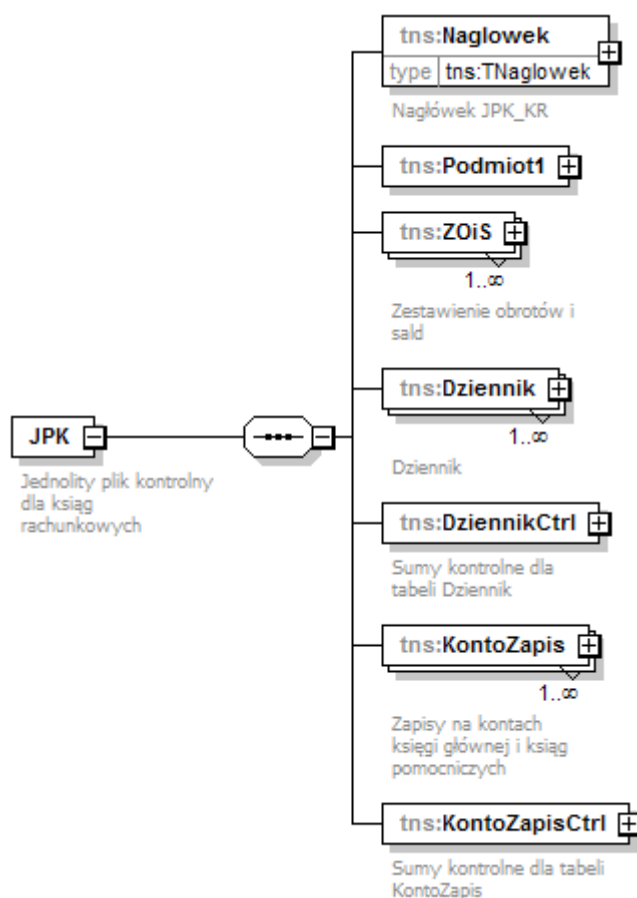 tns:Naglowek
type tns:TNaglowek
Nagłówek JPK_KR
tns:Podmiot1
tns:ZOiS
1..∞
Zestawienie obrotów i
sald
tns:Dziennik
1..∞
Dziennik
JPK
Jednolity plik kontrolny
dla ksiąg
rachunkowych
tns:DziennikCtrl
Sumy kontrolne dla
tabeli Dziennik
tns:KontoZapis
1..∞
Zapisy na kontach
księgi głównej i ksiąg
pomocniczych
tns:KontoZapisCtrl
Sumy kontrolne dla tabeli
KontoZapis